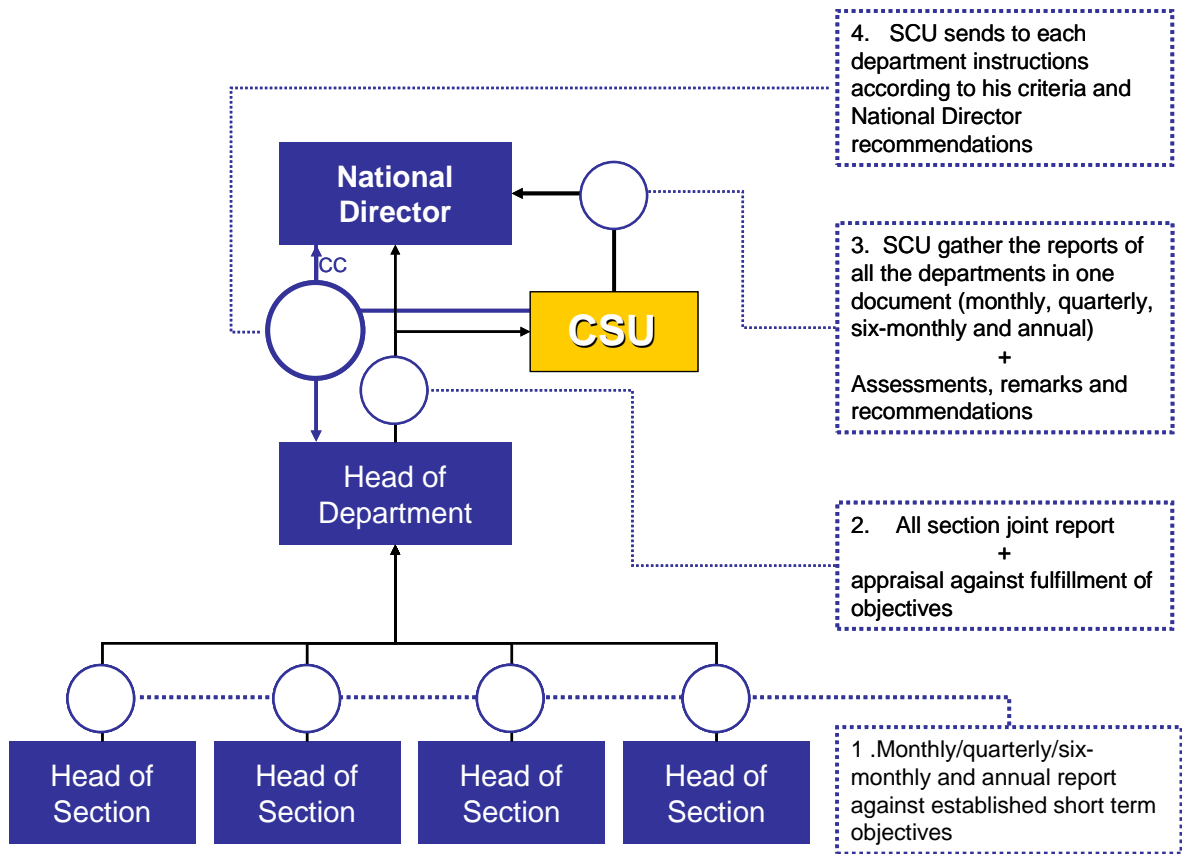 4. SCU sends to each
department instructions
according to his criteria and
National Director
recommendations
National
Director
CC
3. SCU gather the reports of
all the departments in one
document (monthly, quarterly,
six-monthly and annual)
+
Assessments, remarks and
recommendations
CSU
Head of
Department
2. All section joint report
+
appraisal against fulfillment of
objectives
Head of
Section
Head of
Section
Head of
Section
Head of
Section
1 .Monthly/quarterly/six-
monthly and annual report
against established short term
objectives